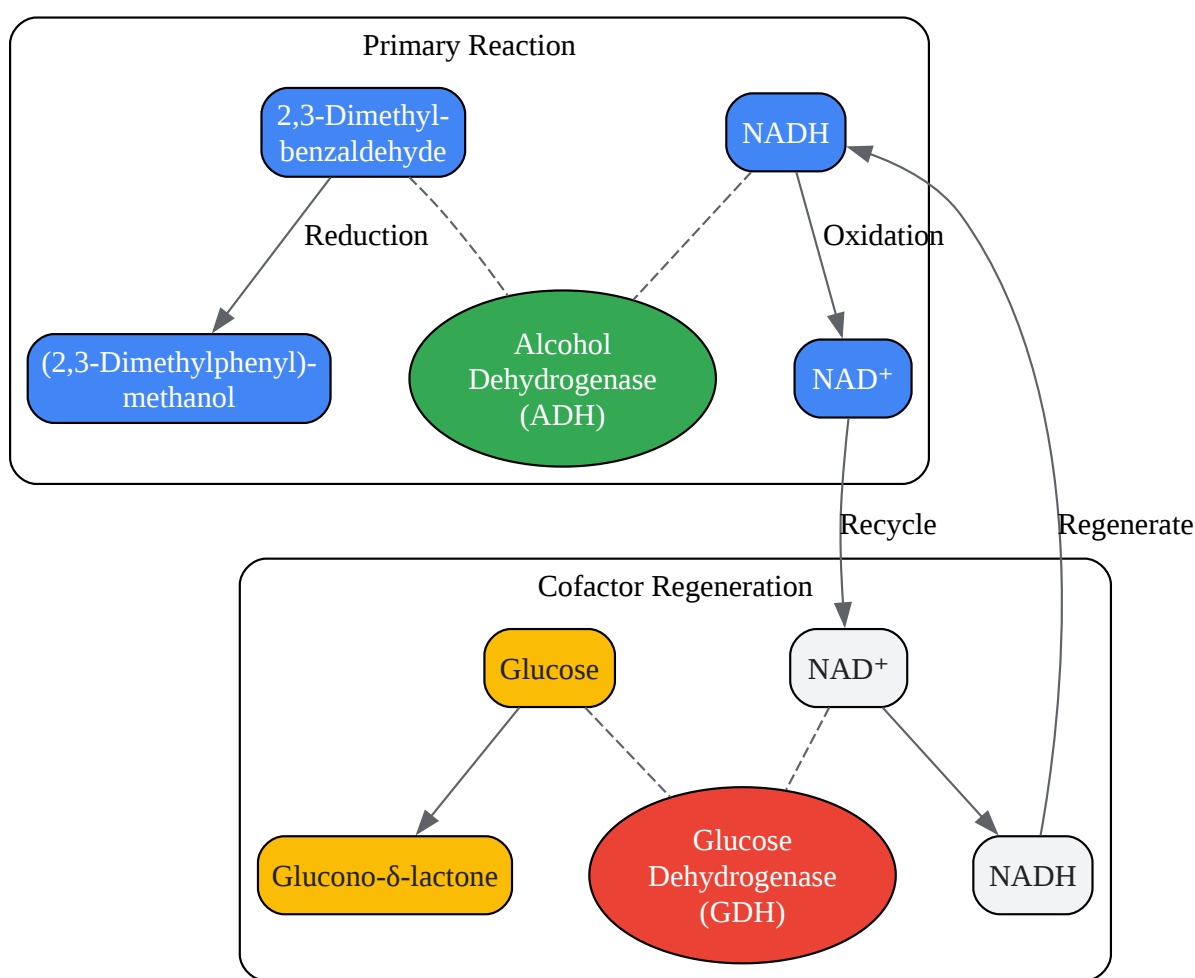 Primary Reaction
2,3-Dimethyl-
benzaldehyde
NADH
Reduction
Oxidation
(2,3-Dimethylphenyl)-
methanol
Alcohol
Dehydrogenase
(ADH)
NAD⁺
Recycle
Regenerate
Cofactor Regeneration
Glucose
NAD⁺
Glucono-δ-lactone
Glucose
Dehydrogenase
(GDH)
NADH